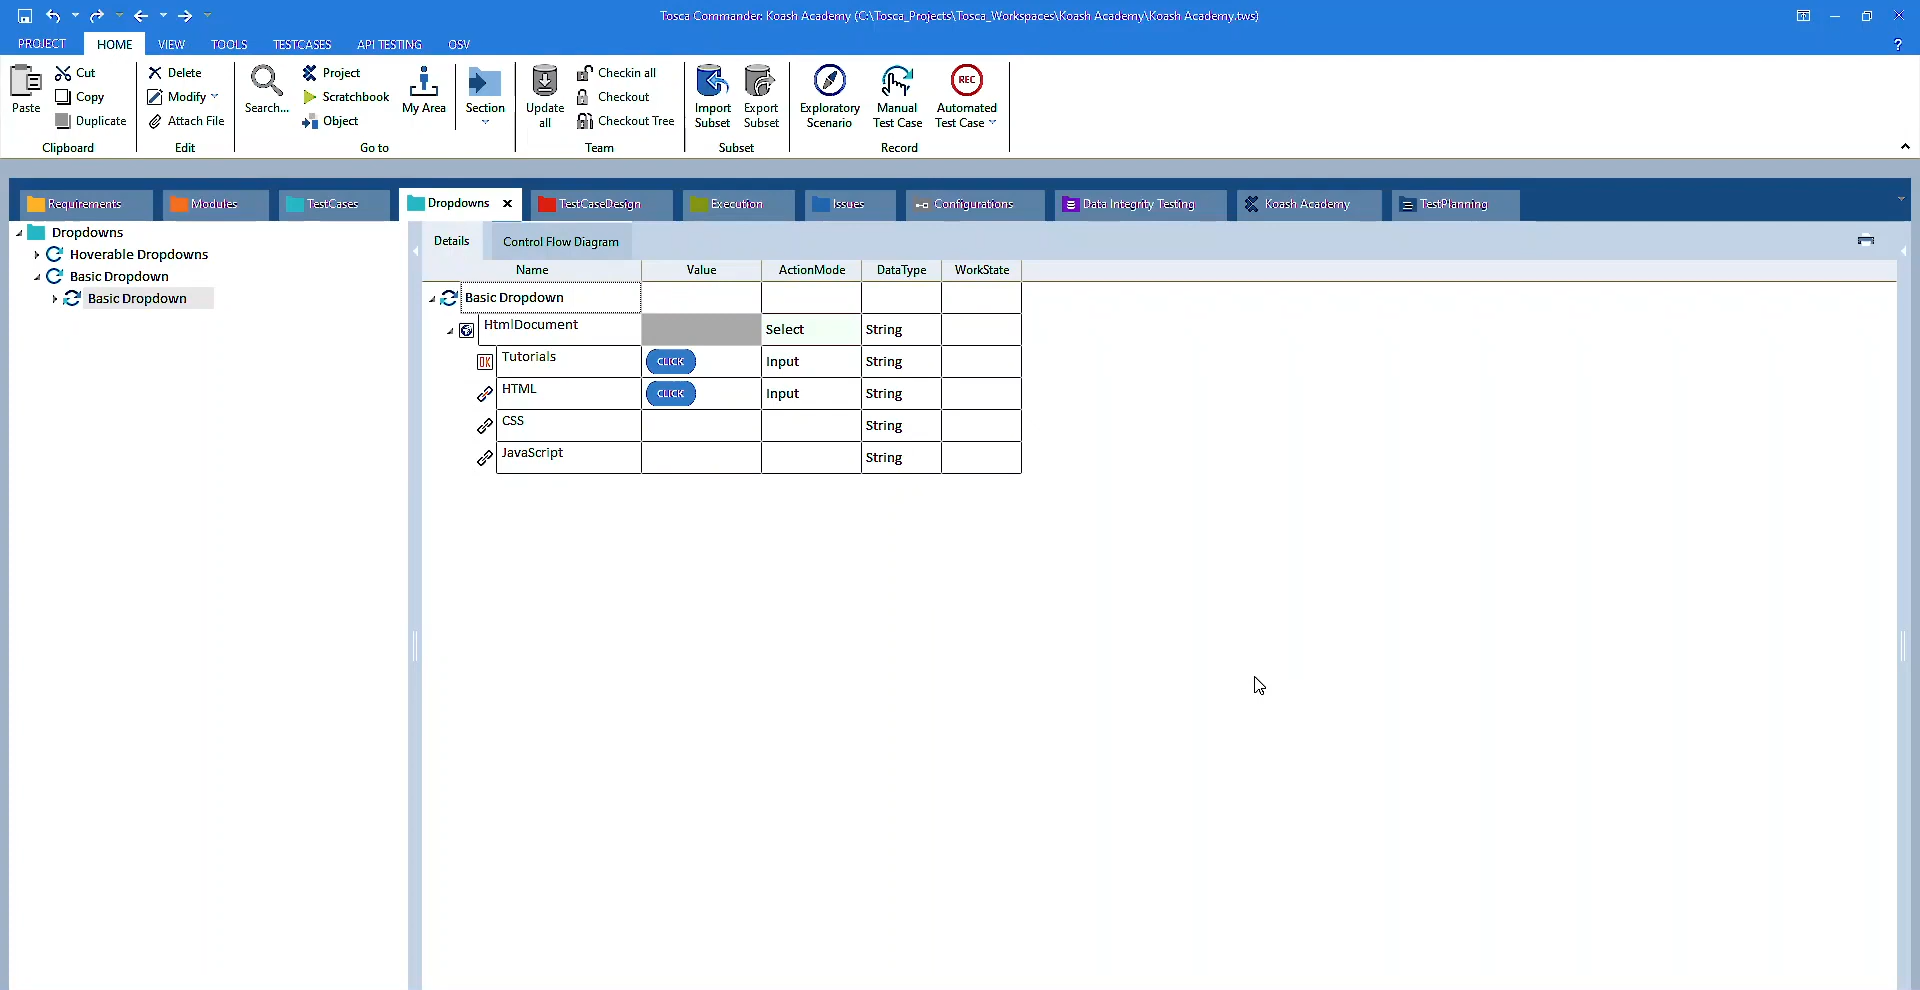 Tosca Commander: Koash Academy (C:\Tosca_Projects\Tosca_Workspaces\Koash Academy\Koash Academy.tws)
PROJECT HOME VIEW TOOLS TESTCASES API TESTING OSV ?
Paste
Cut
Copy
Duplicate
Clipboard
Delete
Modify
Attach File
Edit
Search...
Project
Scratchbook
Object
My Area
Section
Go to
Update all
Checkin all
Checkout
Checkout Tree
Team
Import Subset
Export Subset
Subset
Exploratory Scenario
Manual Test Case
REC
Automated Test Case
Record
Requirements Modules TestCases Dropdowns TestCaseDesign Execution Issues Configurations Data Integrity Testing Koash Academy TestPlanning
Dropdowns
Hoverable Dropdowns
Basic Dropdown
Basic Dropdown
Details Control Flow Diagram
Name Value ActionMode DataType WorkState
Basic Dropdown
HtmlDocument Select String
OK Tutorials CLICK Input String
HTML CLICK Input String
CSS String
JavaScript String